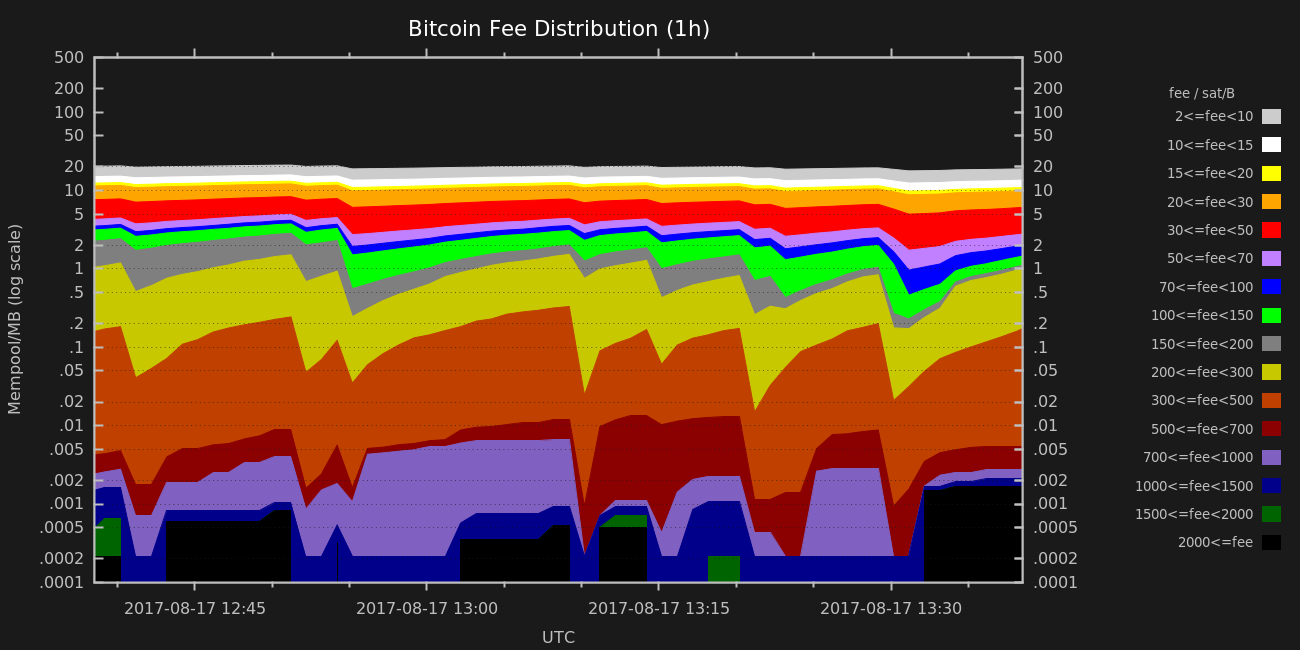 Bitcoin Fee Distribution (1h)
Mempool/MB (log scale)
500
200
100
50
20
10
5
2
1
.5
.2
.1
.05
.02
.01
.005
.002
.001
.0005
.0002
.0001
500
200
100
50
20
10
5
2
1
.5
.2
.1
.05
.02
.01
.005
.002
.001
.0005
.0002
.0001
fee / sat/B
2<=fee<10
10<=fee<15
15<=fee<20
20<=fee<30
30<=fee<50
50<=fee<70
70<=fee<100
100<=fee<150
150<=fee<200
200<=fee<300
300<=fee<500
500<=fee<700
700<=fee<1000
1000<=fee<1500
1500<=fee<2000
2000<=fee
2017-08-17 12:45
2017-08-17 13:00
2017-08-17 13:15
2017-08-17 13:30
UTC